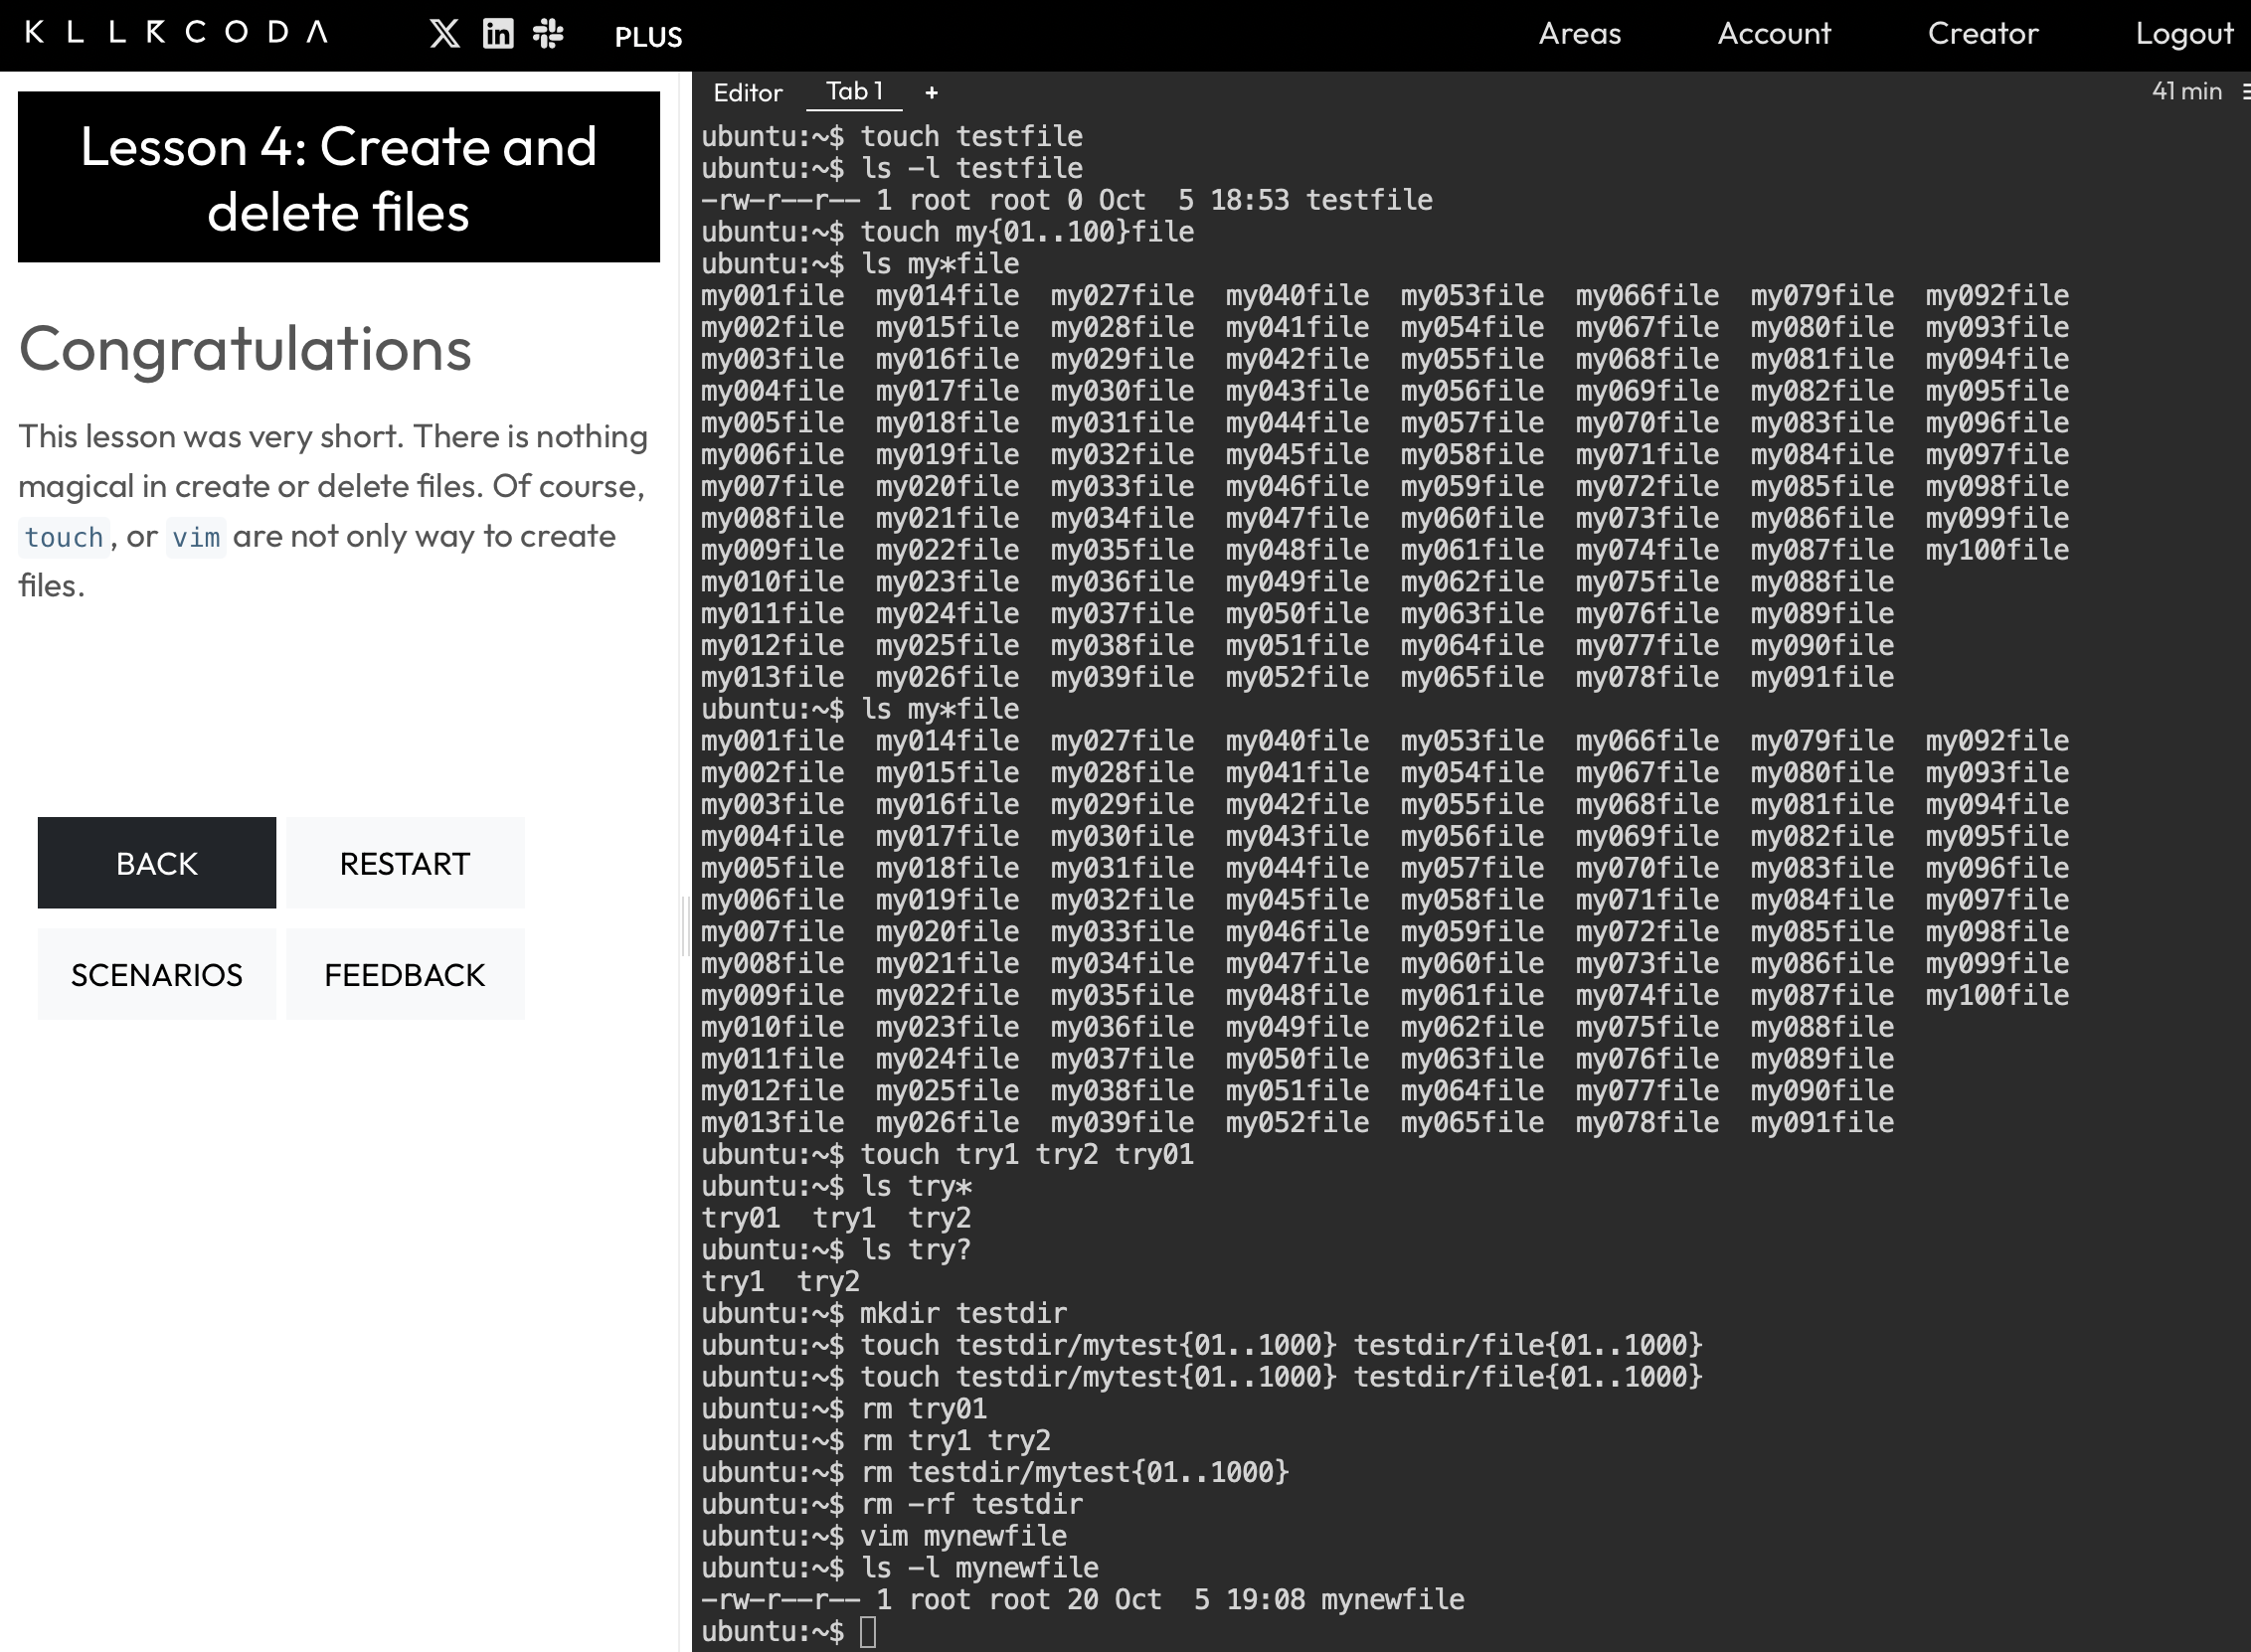 KILLERCODA PLUS Areas Account Creator Logout
Lesson 4: Create and
delete files
Congratulations
This lesson was very short. There is nothing
magical in create or delete files. Of course,
touch, or vim are not only way to create
files.
BACK RESTART
SCENARIOS FEEDBACK
Editor Tab 1 + 41 min
ubuntu:~$ touch testfile
ubuntu:~$ ls -l testfile
-rw-r--r-- 1 root root 0 Oct  5 18:53 testfile
ubuntu:~$ touch my{01..100}file
ubuntu:~$ ls my*file
my001file  my014file  my027file  my040file  my053file  my066file  my079file  my092file
my002file  my015file  my028file  my041file  my054file  my067file  my080file  my093file
my003file  my016file  my029file  my042file  my055file  my068file  my081file  my094file
my004file  my017file  my030file  my043file  my056file  my069file  my082file  my095file
my005file  my018file  my031file  my044file  my057file  my070file  my083file  my096file
my006file  my019file  my032file  my045file  my058file  my071file  my084file  my097file
my007file  my020file  my033file  my046file  my059file  my072file  my085file  my098file
my008file  my021file  my034file  my047file  my060file  my073file  my086file  my099file
my009file  my022file  my035file  my048file  my061file  my074file  my087file  my100file
my010file  my023file  my036file  my049file  my062file  my075file  my088file
my011file  my024file  my037file  my050file  my063file  my076file  my089file
my012file  my025file  my038file  my051file  my064file  my077file  my090file
my013file  my026file  my039file  my052file  my065file  my078file  my091file
ubuntu:~$ ls my*file
my001file  my014file  my027file  my040file  my053file  my066file  my079file  my092file
my002file  my015file  my028file  my041file  my054file  my067file  my080file  my093file
my003file  my016file  my029file  my042file  my055file  my068file  my081file  my094file
my004file  my017file  my030file  my043file  my056file  my069file  my082file  my095file
my005file  my018file  my031file  my044file  my057file  my070file  my083file  my096file
my006file  my019file  my032file  my045file  my058file  my071file  my084file  my097file
my007file  my020file  my033file  my046file  my059file  my072file  my085file  my098file
my008file  my021file  my034file  my047file  my060file  my073file  my086file  my099file
my009file  my022file  my035file  my048file  my061file  my074file  my087file  my100file
my010file  my023file  my036file  my049file  my062file  my075file  my088file
my011file  my024file  my037file  my050file  my063file  my076file  my089file
my012file  my025file  my038file  my051file  my064file  my077file  my090file
my013file  my026file  my039file  my052file  my065file  my078file  my091file
ubuntu:~$ touch try1 try2 try01
ubuntu:~$ ls try*
try01  try1  try2
ubuntu:~$ ls try?
try1  try2
ubuntu:~$ mkdir testdir
ubuntu:~$ touch testdir/mytest{01..1000} testdir/file{01..1000}
ubuntu:~$ touch testdir/mytest{01..1000} testdir/file{01..1000}
ubuntu:~$ rm try01
ubuntu:~$ rm try1 try2
ubuntu:~$ rm testdir/mytest{01..1000}
ubuntu:~$ rm -rf testdir
ubuntu:~$ vim mynewfile
ubuntu:~$ ls -l mynewfile
-rw-r--r-- 1 root root 20 Oct  5 19:08 mynewfile
ubuntu:~$